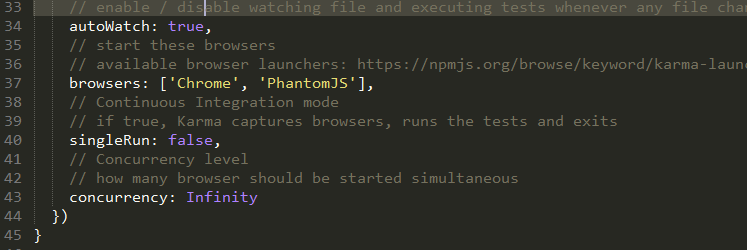 33 // enable / disable watching file and executing tests whenever any file
34 autoWatch: true,
35 // start these browsers
36 // available browser launchers: https://npmjs.org/browse/keyword/karma-laun
37 browsers: ['Chrome', 'PhantomJS'],
38 // Continuous Integration mode
39 // if true, Karma captures browsers, runs the tests and exits
40 singleRun: false,
41 // Concurrency level
42 // how many browser should be started simultaneous
43 concurrency: Infinity
44 })
45 }